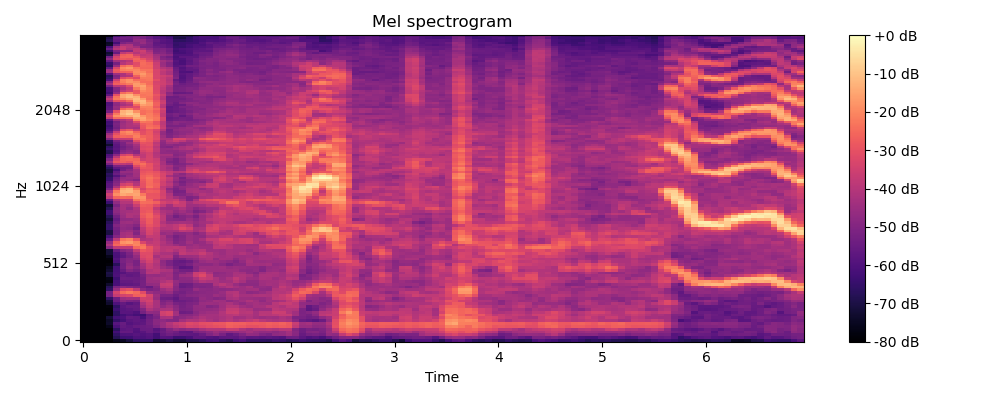 Mel spectrogram
Hz
2048
1024
512
0
0 1 2 3 4 5 6
Time
+0 dB
-10 dB
-20 dB
-30 dB
-40 dB
-50 dB
-60 dB
-70 dB
-80 dB